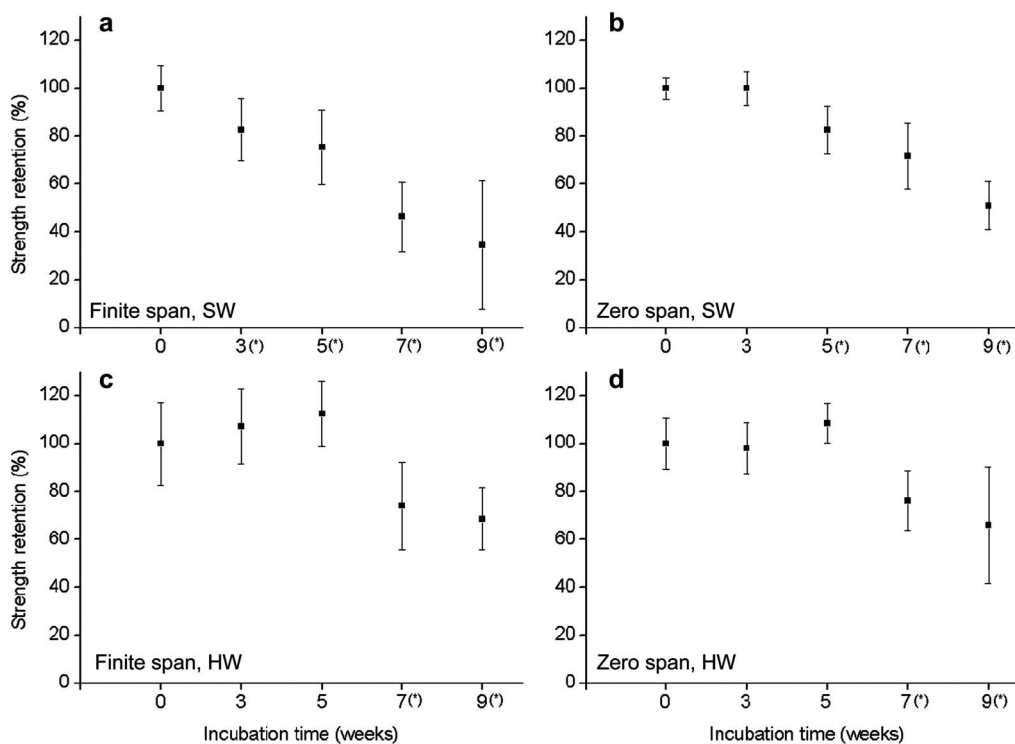 a
Strength retention (%)
120
100
80
60
40
20
0
Finite span, SW
0 3(*) 5(*) 7(*) 9(*)
b
120
100
80
60
40
20
0
Zero span, SW
0 3 5(*) 7(*) 9(*)
c
Strength retention (%)
120
100
80
60
40
20
0
Finite span, HW
0 3 5 7(*) 9(*)
Incubation time (weeks)
d
120
100
80
60
40
20
0
Zero span, HW
0 3 5 7(*) 9(*)
Incubation time (weeks)